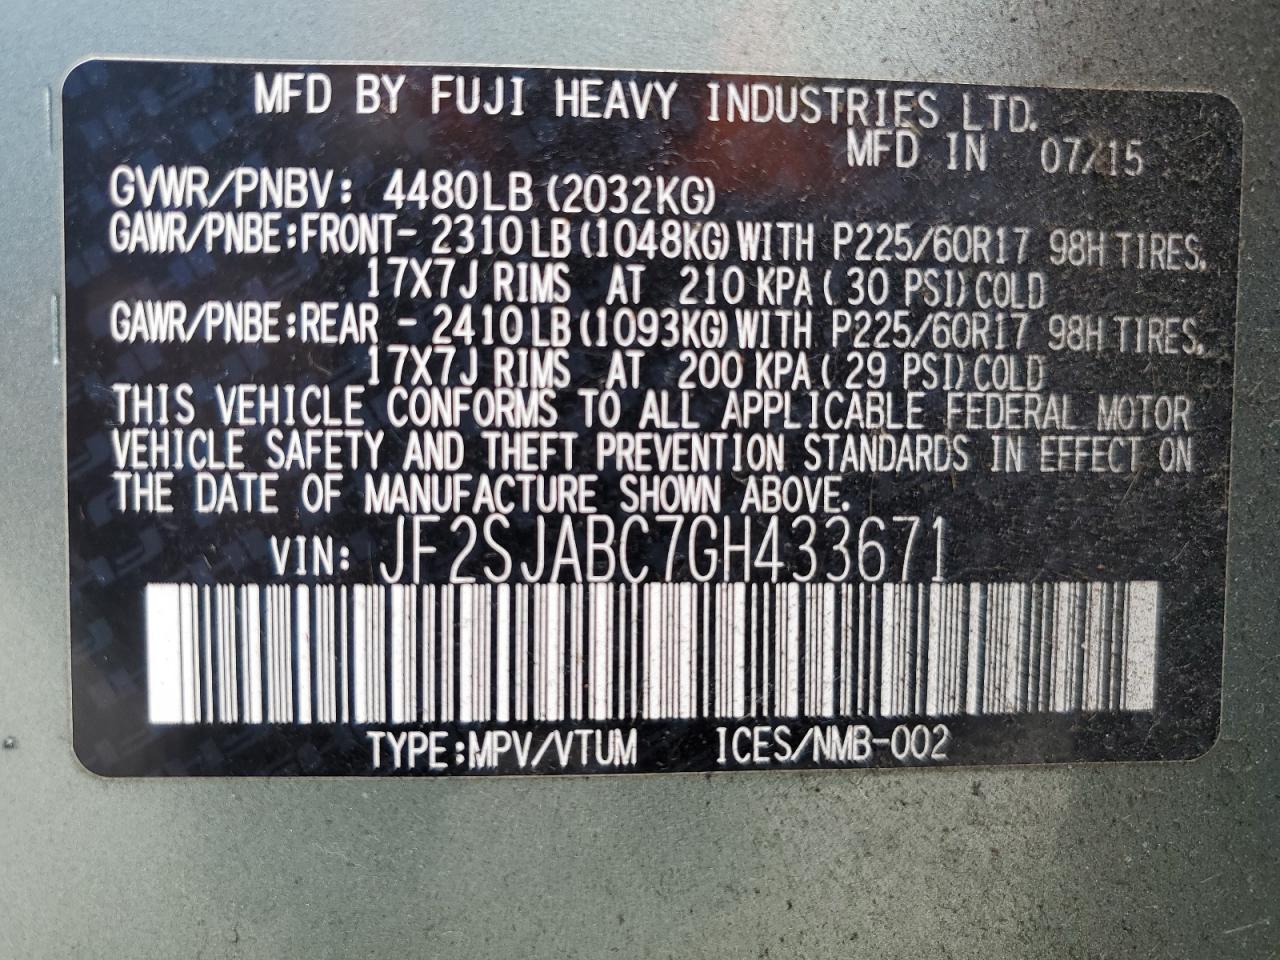 MFD BY FUJI HEAVY INDUSTRIES LTD.
MFD IN 07/15
GVWR/PNBV: 4480LB (2032KG)
GAWR/PNBE:FRONT- 2310LB(1048KG)WITH P225/60R17 98H TIRES,
17X7J RIMS AT 210 KPA( 30 PSI)COLD
GAWR/PNBE:REAR - 2410LB(1093KG)WITH P225/60R17 98H TIRES,
17X7J RIMS AT 200 KPA( 29 PSI)COLD
THIS VEHICLE CONFORMS TO ALL APPLICABLE FEDERAL MOTOR
VEHICLE SAFETY AND THEFT PREVENTION STANDARDS IN EFFECT ON
THE DATE OF MANUFACTURE SHOWN ABOVE.
VIN: JF2SJABC7GH433671
TYPE:MPV/VTUM ICES/NMB-002